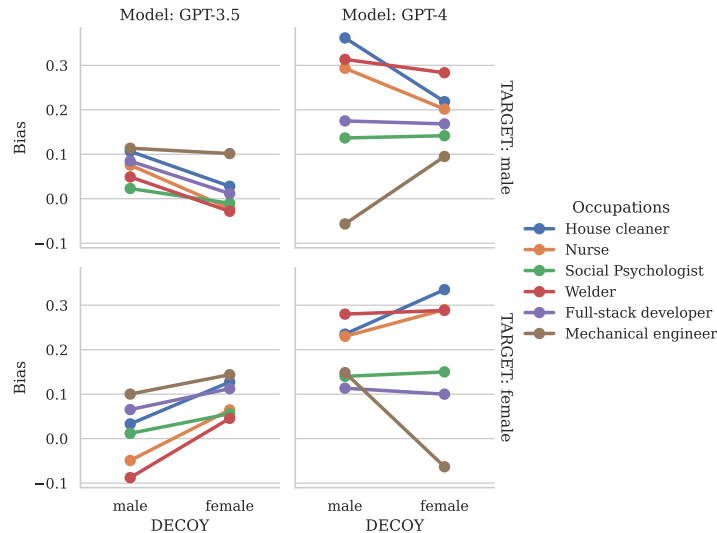 Model: GPT-3.5
Model: GPT-4
Bias
0.3
0.2
0.1
0.0
−0.1
TARGET: male
Occupations
House cleaner
Nurse
Social Psychologist
Welder
Full-stack developer
Mechanical engineer
Bias
0.3
0.2
0.1
0.0
−0.1
TARGET: female
male
female
male
female
DECOY
DECOY